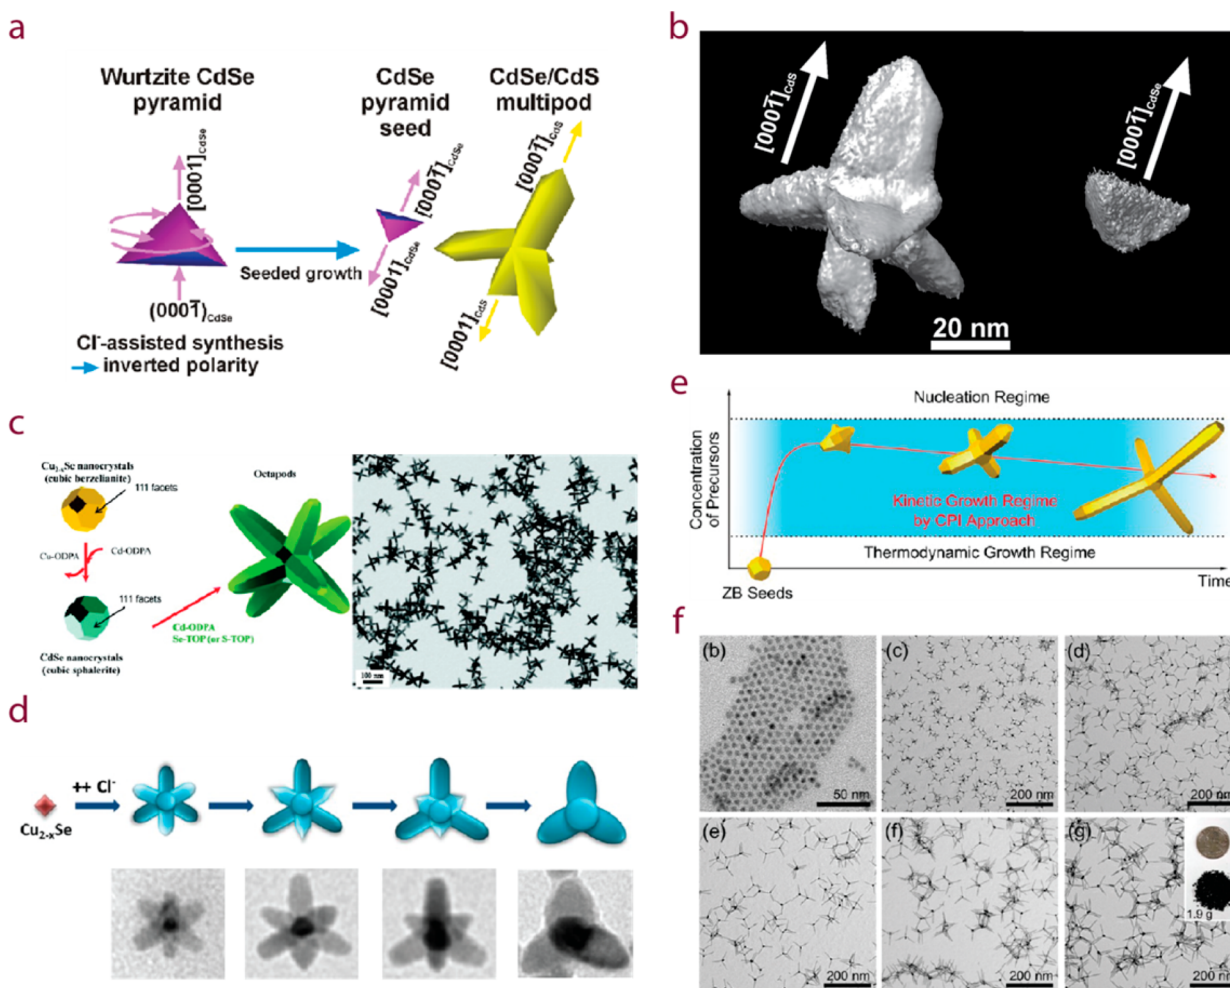 a
Wurtzite CdSe
pyramid
[0001]CdSe
(0001̄)CdSe
Cl⁻-assisted synthesis
inverted polarity
Seeded growth
CdSe
pyramid
seed
[0001̄]CdSe
[0001]CdSe
CdSe/CdS
multipod
[0001̄]CdS
[0001]CdS
b
[0001̄]CdS
[0001̄]CdSe
20 nm
c
Cu2-xSe nanocrystals
(cubic berzelianite)
111 facets
Cu-ODPA
Cd-ODPA
111 facets
CdSe nanocrystals
(cubic sphalerite)
Octapods
Cd-ODPA
Se-TOP (or S-TOP)
100 nm
d
++ Cl⁻
Cu2-xSe
e
Concentration
of Precursors
Nucleation Regime
Kinetic Growth Regime
by CPI Approach
Thermodynamic Growth Regime
ZB Seeds
Time
f
(b)
50 nm
(c)
200 nm
(d)
200 nm
(e)
200 nm
(f)
200 nm
(g)
1.9 g
200 nm